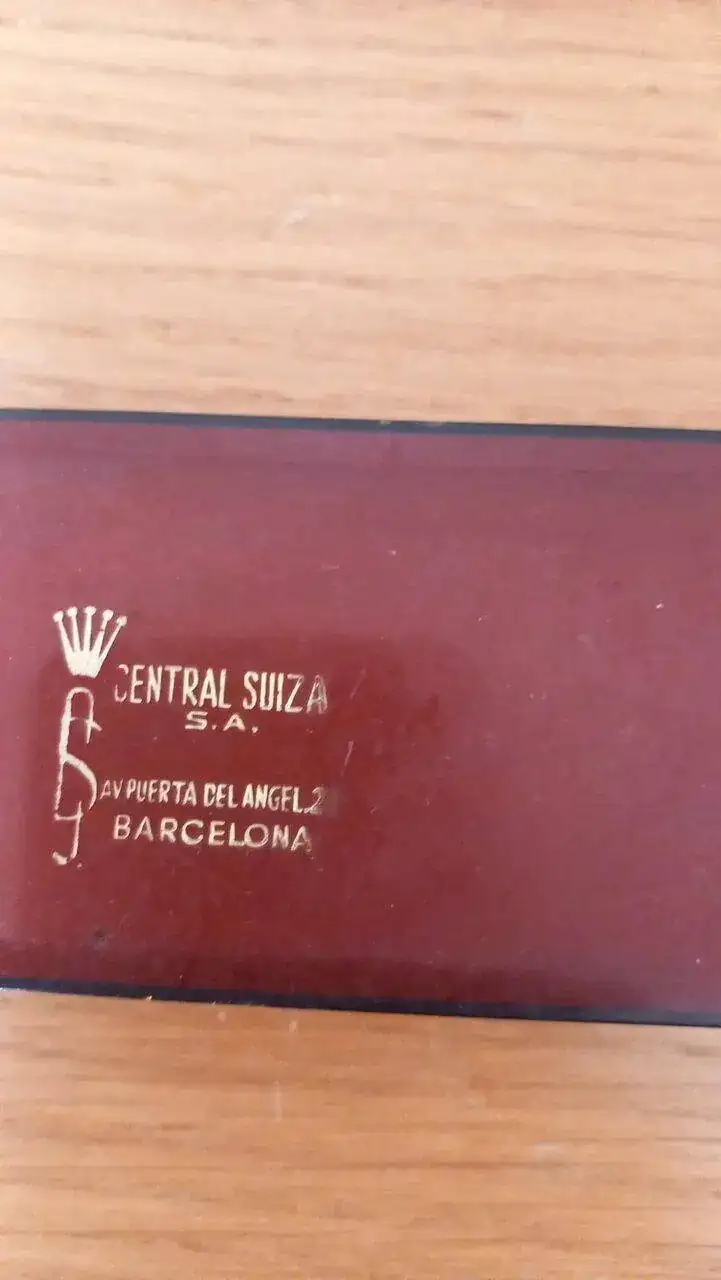 CENTRAL SUIZA
S.A.
AV PUERTA DEL ANGEL.
BARCELONA